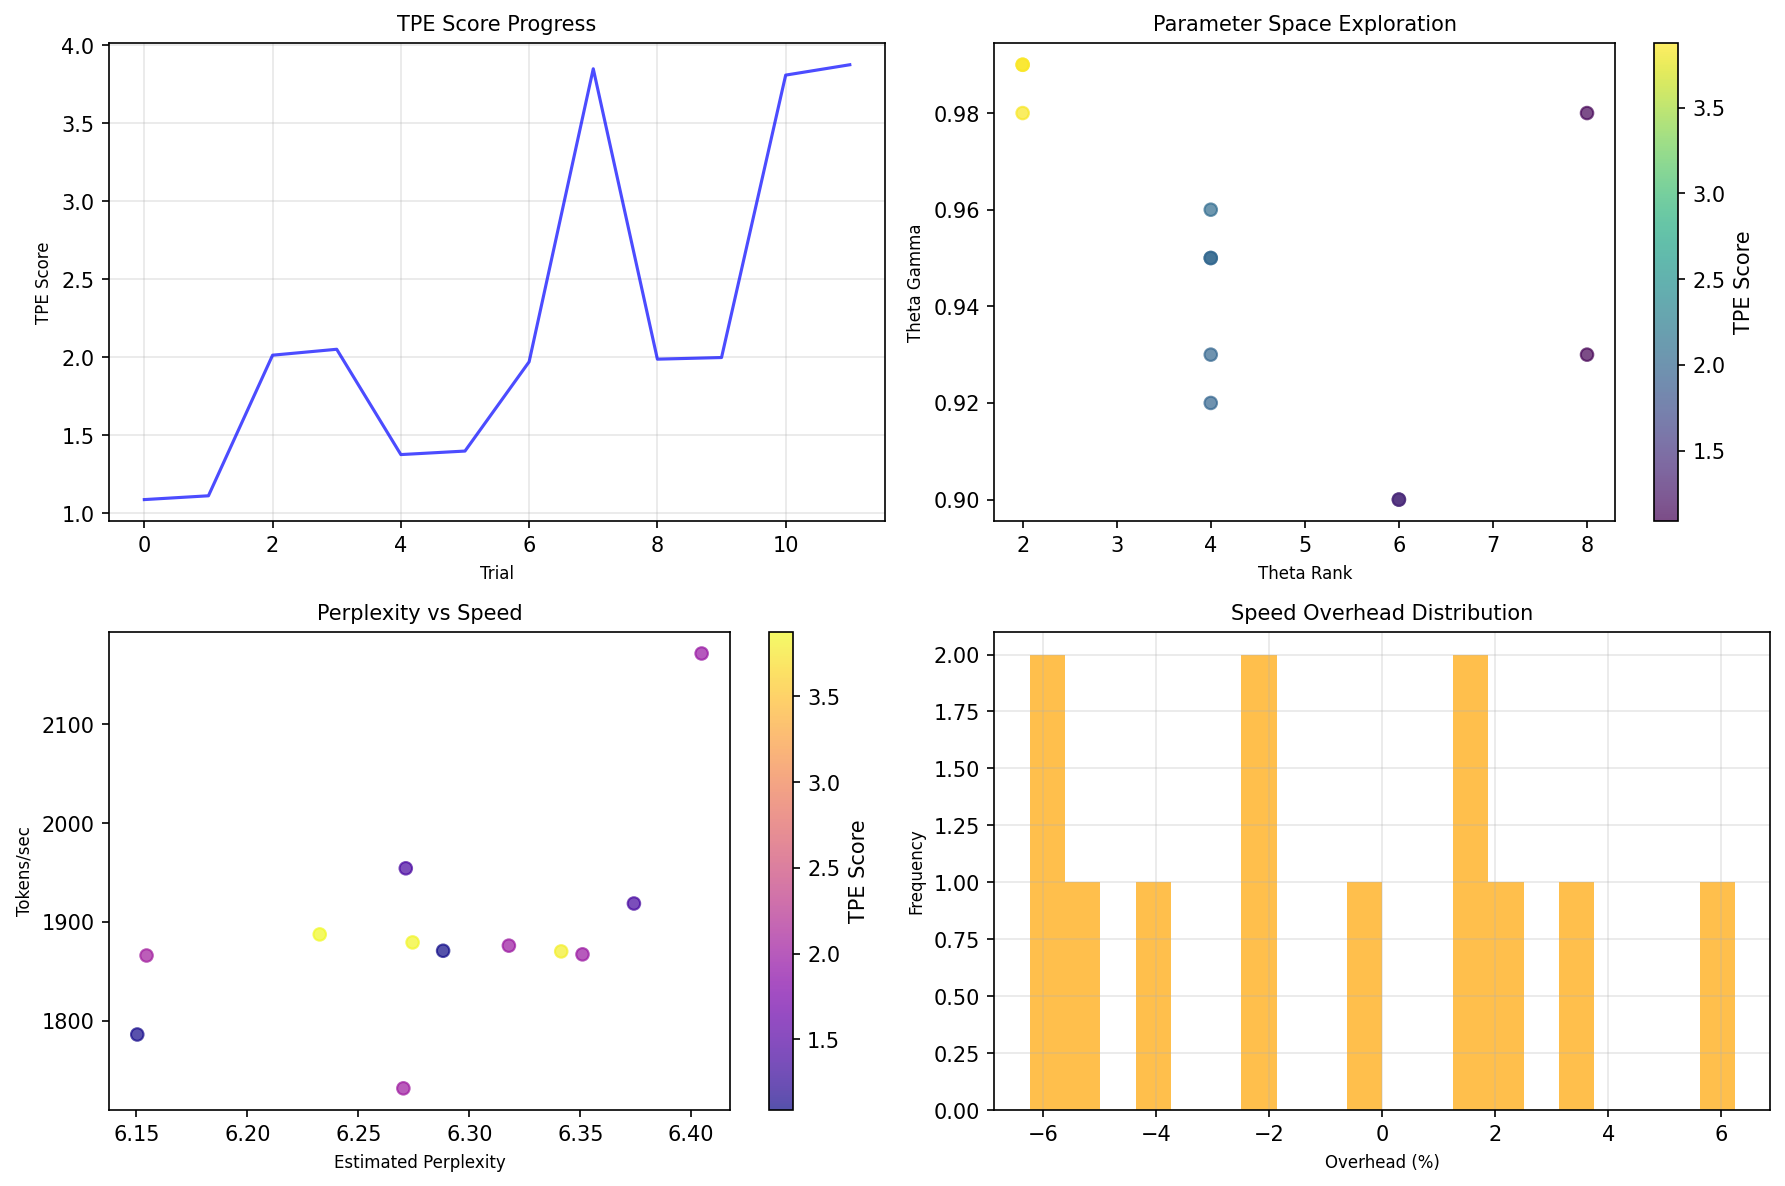 TPE Score Progress
TPE Score
4.0
3.5
3.0
2.5
2.0
1.5
1.0
0 2 4 6 8 10
Trial
Parameter Space Exploration
Theta Gamma
0.98
0.96
0.94
0.92
0.90
2 3 4 5 6 7 8
Theta Rank
3.5
3.0
2.5
2.0
1.5
TPE Score
Perplexity vs Speed
Tokens/sec
2100
2000
1900
1800
6.15 6.20 6.25 6.30 6.35 6.40
Estimated Perplexity
3.5
3.0
2.5
2.0
1.5
TPE Score
Speed Overhead Distribution
Frequency
2.00
1.75
1.50
1.25
1.00
0.75
0.50
0.25
0.00
−6 −4 −2 0 2 4 6
Overhead (%)